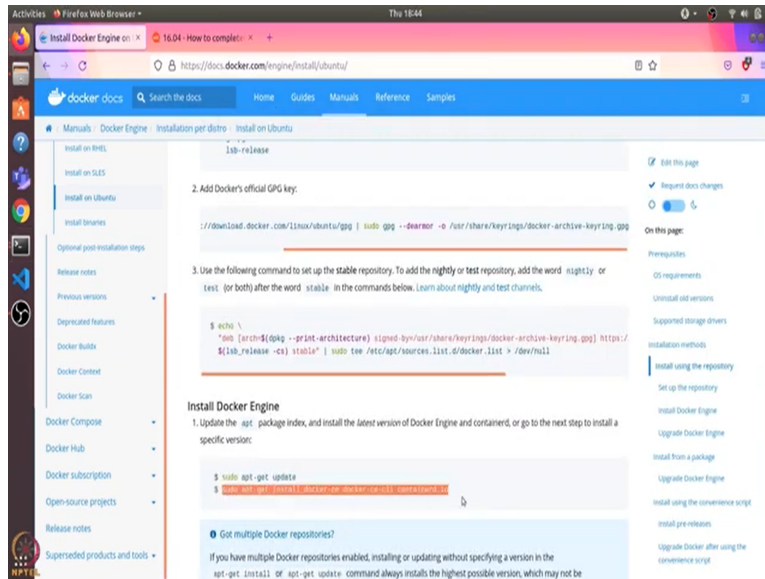 Activities Firefox Web Browser Thu 18:44
Install Docker Engine on 16.04 - How to complete
https://docs.docker.com/engine/install/ubuntu/
docker docs Search the docs Home Guides Manuals Reference Samples
Manuals / Docker Engine / Installation per distro / Install on Ubuntu
Install on RHEL
Install on SLES
Install on Ubuntu
Install binaries
Optional post-installation steps
Release notes
Previous versions
Deprecated features
Docker Buildx
Docker Context
Docker Scan
Docker Compose
Docker Hub
Docker subscription
Open-source projects
Release notes
Superseded products and tools
lsb-release
2. Add Docker's official GPG key:
://download.docker.com/linux/ubuntu/gpg | sudo gpg --dearmor -o /usr/share/keyrings/docker-archive-keyring.gpg
3. Use the following command to set up the stable repository. To add the nightly or test repository, add the word nightly or
test (or both) after the word stable in the commands below. Learn about nightly and test channels.
$ echo \
"deb [arch=$(dpkg --print-architecture) signed-by=/usr/share/keyrings/docker-archive-keyring.gpg] https:/
$(lsb_release -cs) stable" | sudo tee /etc/apt/sources.list.d/docker.list > /dev/null
Install Docker Engine
1. Update the apt package index, and install the latest version of Docker Engine and containerd, or go to the next step to install a
specific version:
$ sudo apt-get update
$ sudo apt-get install docker-ce docker-ce-cli containerd.io
Got multiple Docker repositories?
If you have multiple Docker repositories enabled, installing or updating without specifying a version in the
apt-get install or apt-get update command always installs the highest possible version, which may not be
Edit this page
Request docs changes
On this page:
Prerequisites
OS requirements
Uninstall old versions
Supported storage drivers
Installation methods
Install using the repository
Set up the repository
Install Docker Engine
Upgrade Docker Engine
Install from a package
Upgrade Docker Engine
Install using the convenience script
Install pre-releases
Upgrade Docker after using the
convenience script
NPTEL